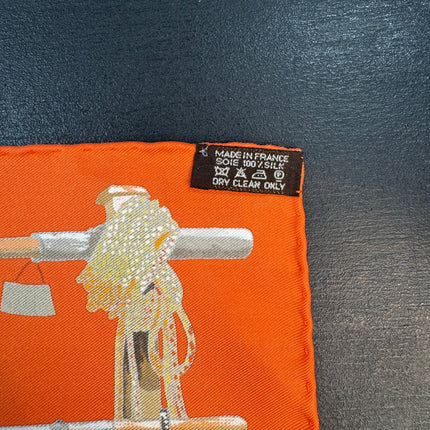 MADE IN FRANCE
SOIE 100% SILK
DRY CLEAN ONLY